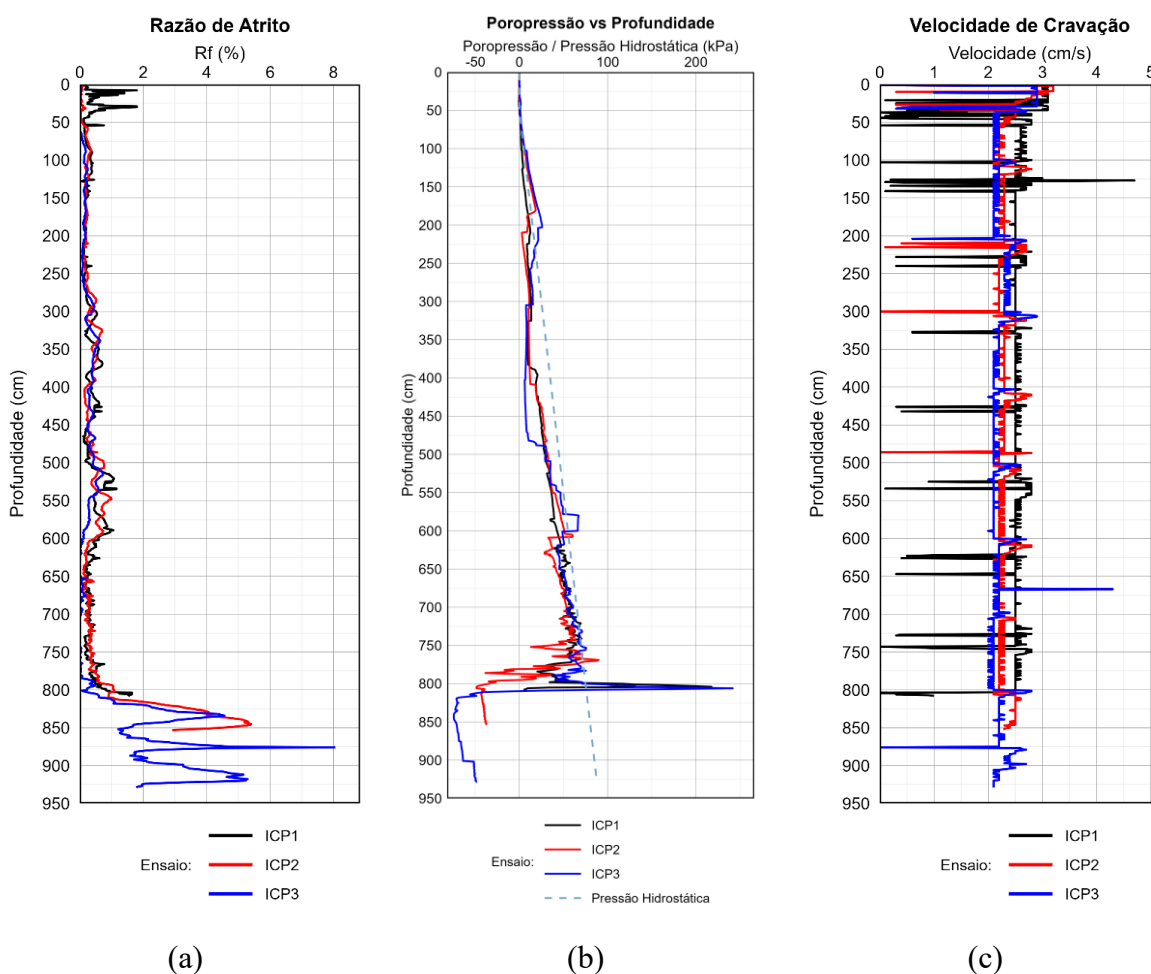 Razão de Atrito
Rf (%)
0 2 4 6 8
Profundidade (cm)
0
50
100
150
200
250
300
350
400
450
500
550
600
650
700
750
800
850
900
950
Ensaio:
ICP1
ICP2
ICP3
(a)
Poropressão vs Profundidade
Poropressão / Pressão Hidrostática (kPa)
-50 0 100 200
Profundidade (cm)
0
50
100
150
200
250
300
350
400
450
500
550
600
650
700
750
800
850
900
950
Ensaio:
ICP1
ICP2
ICP3
Pressão Hidrostática
(b)
Velocidade de Cravação
Velocidade (cm/s)
0 1 2 3 4 5
Profundidade (cm)
0
50
100
150
200
250
300
350
400
450
500
550
600
650
700
750
800
850
900
950
Ensaio:
ICP1
ICP2
ICP3
(c)